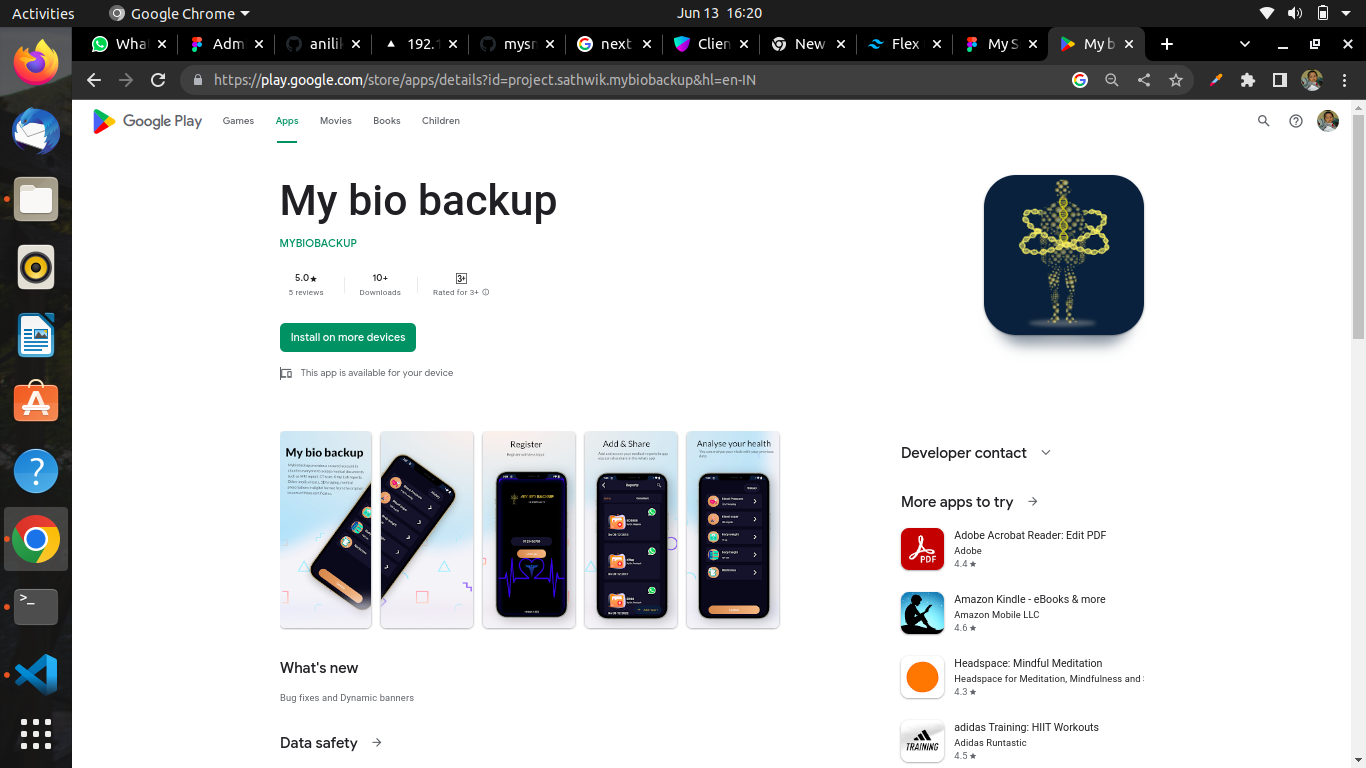 Activities
Google Chrome
Jun 13 16:20
Wha
Adm
anili
192.1
mysr
next
Clien
New
Flex
My S
My b
https://play.google.com/store/apps/details?id=project.sathwik.mybiobackup&hl=en-IN
Google Play
Games
Apps
Movies
Books
Children
My bio backup
MYBIOBACKUP
5.0★
5 reviews
10+
Downloads
3+
Rated for 3+
Install on more devices
This app is available for your device
My bio backup
Register
Add & Share
Analyse your health
MY BIO BACKUP
Reports
Developer contact
More apps to try
Adobe Acrobat Reader: Edit PDF
Adobe
4.4★
PDF
Amazon Kindle - eBooks & more
Amazon Mobile LLC
4.6★
Headspace: Mindful Meditation
Headspace for Meditation, Mindfulness and
4.3★
adidas Training: HIIT Workouts
Adidas Runtastic
4.5★
TRAINING
What's new
Bug fixes and Dynamic banners
Data safety